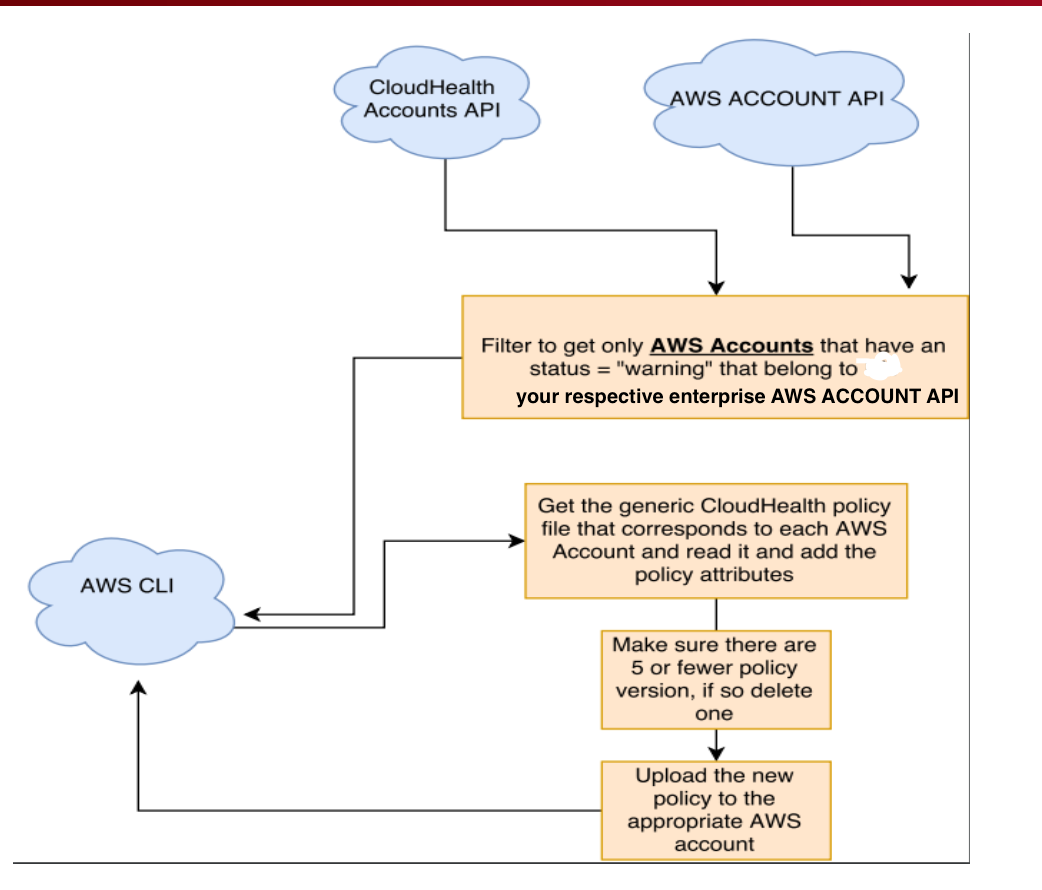 CloudHealth
Accounts API
AWS ACCOUNT API
Filter to get only AWS Accounts that have an
status = "warning" that belong to
your respective enterprise AWS ACCOUNT API
Get the generic CloudHealth policy
file that corresponds to each AWS
Account and read it and add the
policy attributes
AWS CLI
Make sure there are
5 or fewer policy
version, if so delete
one
Upload the new
policy to the
appropriate AWS
account